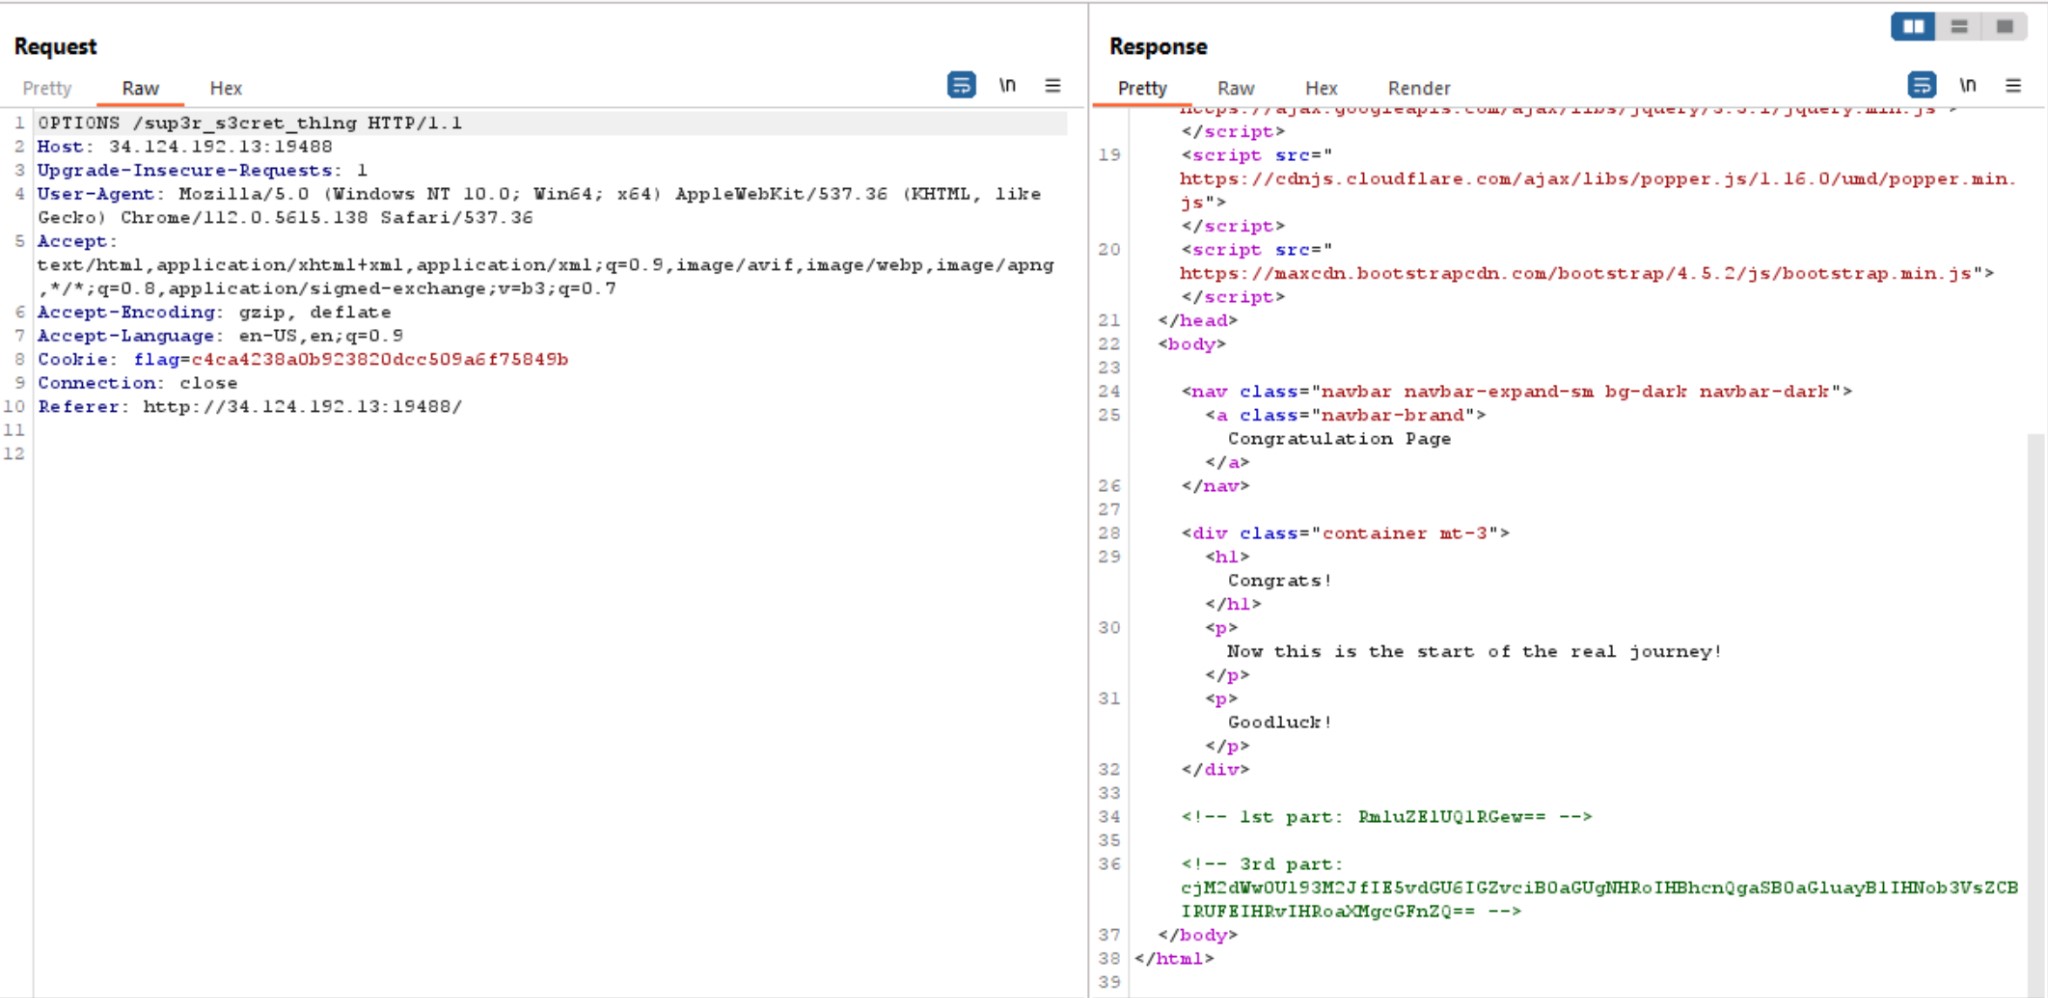 Request
Pretty Raw Hex \n
1 OPTIONS /sup3r_s3cret_th1ng HTTP/1.1
2 Host: 34.124.192.13:19488
3 Upgrade-Insecure-Requests: 1
4 User-Agent: Mozilla/5.0 (Windows NT 10.0; Win64; x64) AppleWebKit/537.36 (KHTML, like
Gecko) Chrome/112.0.5615.138 Safari/537.36
5 Accept:
text/html,application/xhtml+xml,application/xml;q=0.9,image/avif,image/webp,image/apng
,*/*;q=0.8,application/signed-exchange;v=b3;q=0.7
6 Accept-Encoding: gzip, deflate
7 Accept-Language: en-US,en;q=0.9
8 Cookie: flag=c4ca4238a0b923820dcc509a6f75849b
9 Connection: close
10 Referer: http://34.124.192.13:19488/
11
12
Response
Pretty Raw Hex Render \n
</script>
19 <script src="
https://cdnjs.cloudflare.com/ajax/libs/popper.js/1.16.0/umd/popper.min.
js">
</script>
20 <script src="
https://maxcdn.bootstrapcdn.com/bootstrap/4.5.2/js/bootstrap.min.js">
</script>
21 </head>
22 <body>
23
24 <nav class="navbar navbar-expand-sm bg-dark navbar-dark">
25 <a class="navbar-brand">
Congratulation Page
</a>
26 </nav>
27
28 <div class="container mt-3">
29 <h1>
Congrats!
</h1>
30 <p>
Now this is the start of the real journey!
</p>
31 <p>
Goodluck!
</p>
32 </div>
33
34 <!-- 1st part: RmluZElUQ1RGew== -->
35
36 <!-- 3rd part:
cjM2dWw0Ul93M2JfIE5vdGU6IGZvciB0aGUgNHRoIHBhcnQgaSB0aGluayB1IHNob3VsZCB
IRUFEIHRvIHRoaXMgcGFnZQ== -->
37 </body>
38 </html>
39